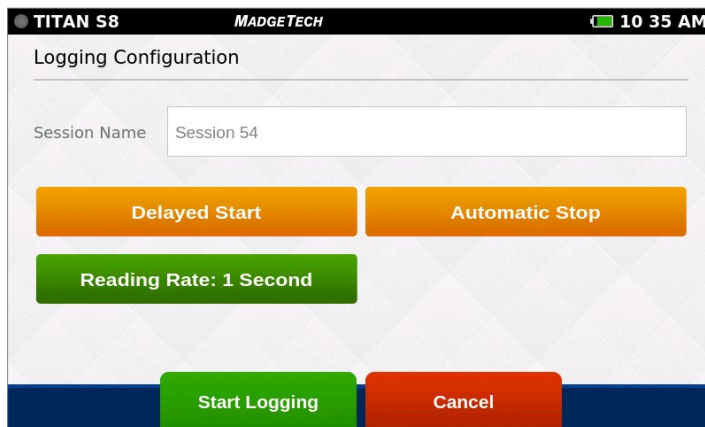 TITAN S8 MADGETECH 10 35 AM
Logging Configuration
Session Name Session 54
Delayed Start Automatic Stop
Reading Rate: 1 Second
Start Logging Cancel